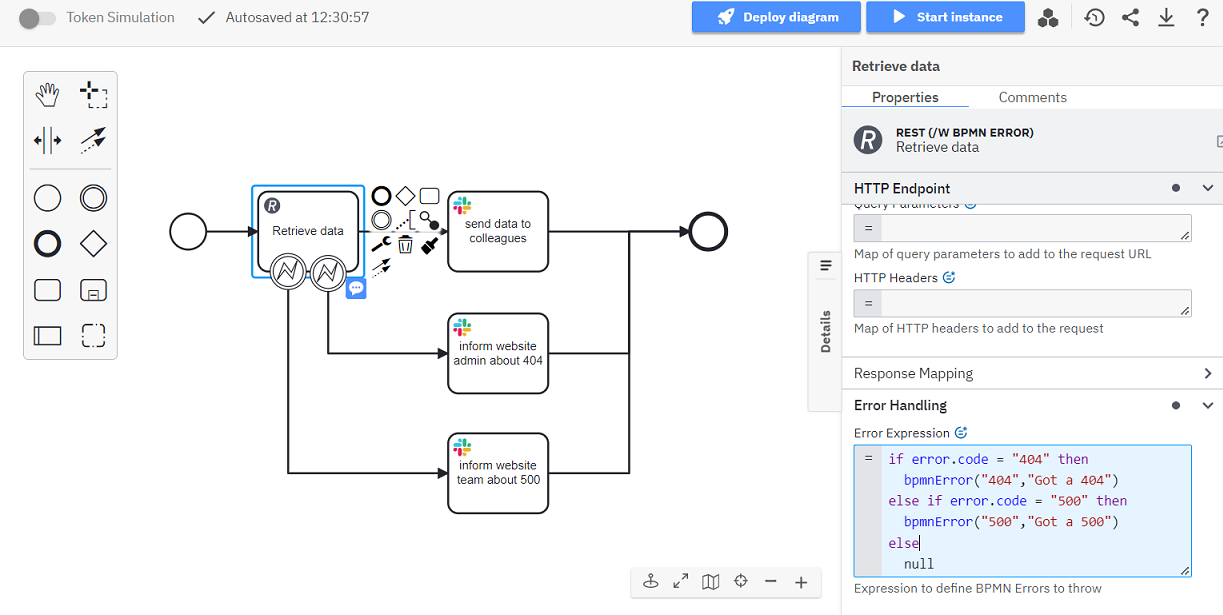 Token Simulation
Autosaved at 12:30:57
Deploy diagram
Start instance
?
Retrieve data
Properties
Comments
R
REST (/W BPMN ERROR)
Retrieve data
HTTP Endpoint
Query Parameters
=
Map of query parameters to add to the request URL
HTTP Headers
=
Map of HTTP headers to add to the request
Response Mapping
Error Handling
Error Expression
=
if error.code = "404" then
bpmnError("404","Got a 404")
else if error.code = "500" then
bpmnError("500","Got a 500")
else
null
Expression to define BPMN Errors to throw
Details
R
Retrieve data
send data to
colleagues
inform website
admin about 404
inform website
team about 500